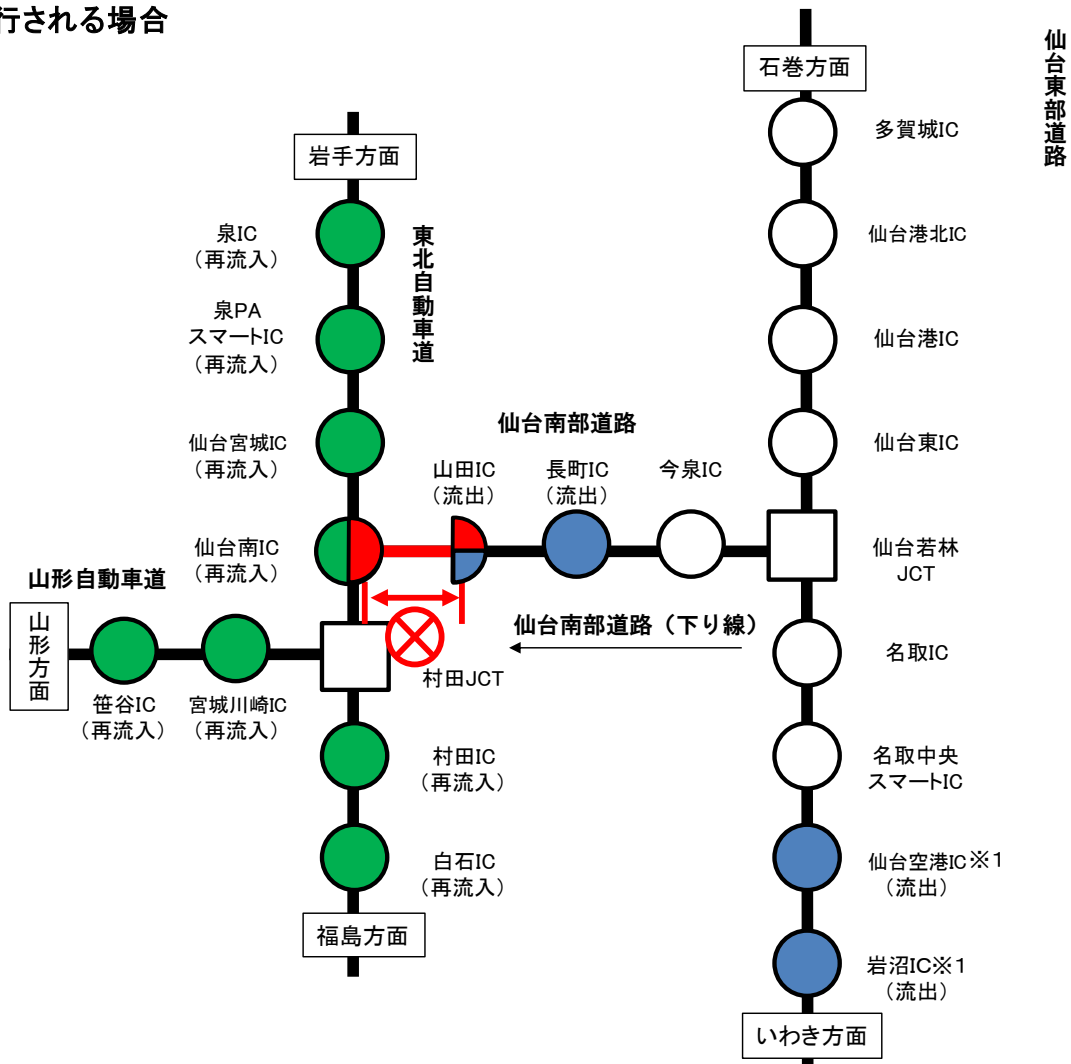 行される場合
岩手方面
泉IC
（再流入）
泉PA
スマートIC
（再流入）
仙台宮城IC
（再流入）
仙台南IC
（再流入）
東北自動車道
山形自動車道
山形方面
笹谷IC
（再流入）
宮城川崎IC
（再流入）
村田JCT
村田IC
（再流入）
白石IC
（再流入）
福島方面
仙台南部道路
山田IC
（流出）
長町IC
（流出）
今泉IC
仙台南部道路（下り線）
仙台東部道路
石巻方面
多賀城IC
仙台港北IC
仙台港IC
仙台東IC
仙台若林
JCT
名取IC
名取中央
スマートIC
仙台空港IC※1
（流出）
岩沼IC※1
（流出）
いわき方面